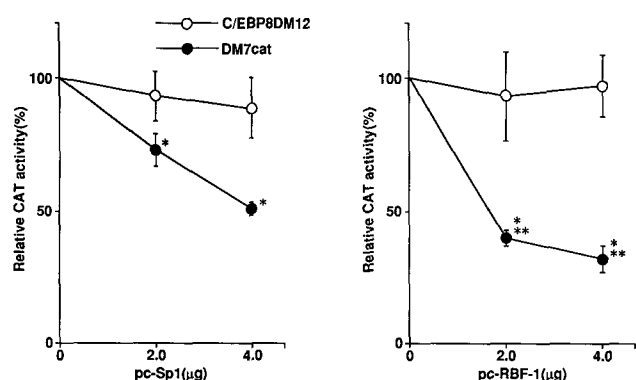 C/EBP8DM12
DM7cat
Relative CAT activity(%)
100
50
0
*
*
0 2.0 4.0
pc-Sp1(μg)
Relative CAT activity(%)
100
50
0
*
**
*
**
0 2.0 4.0
pc-RBF-1(μg)